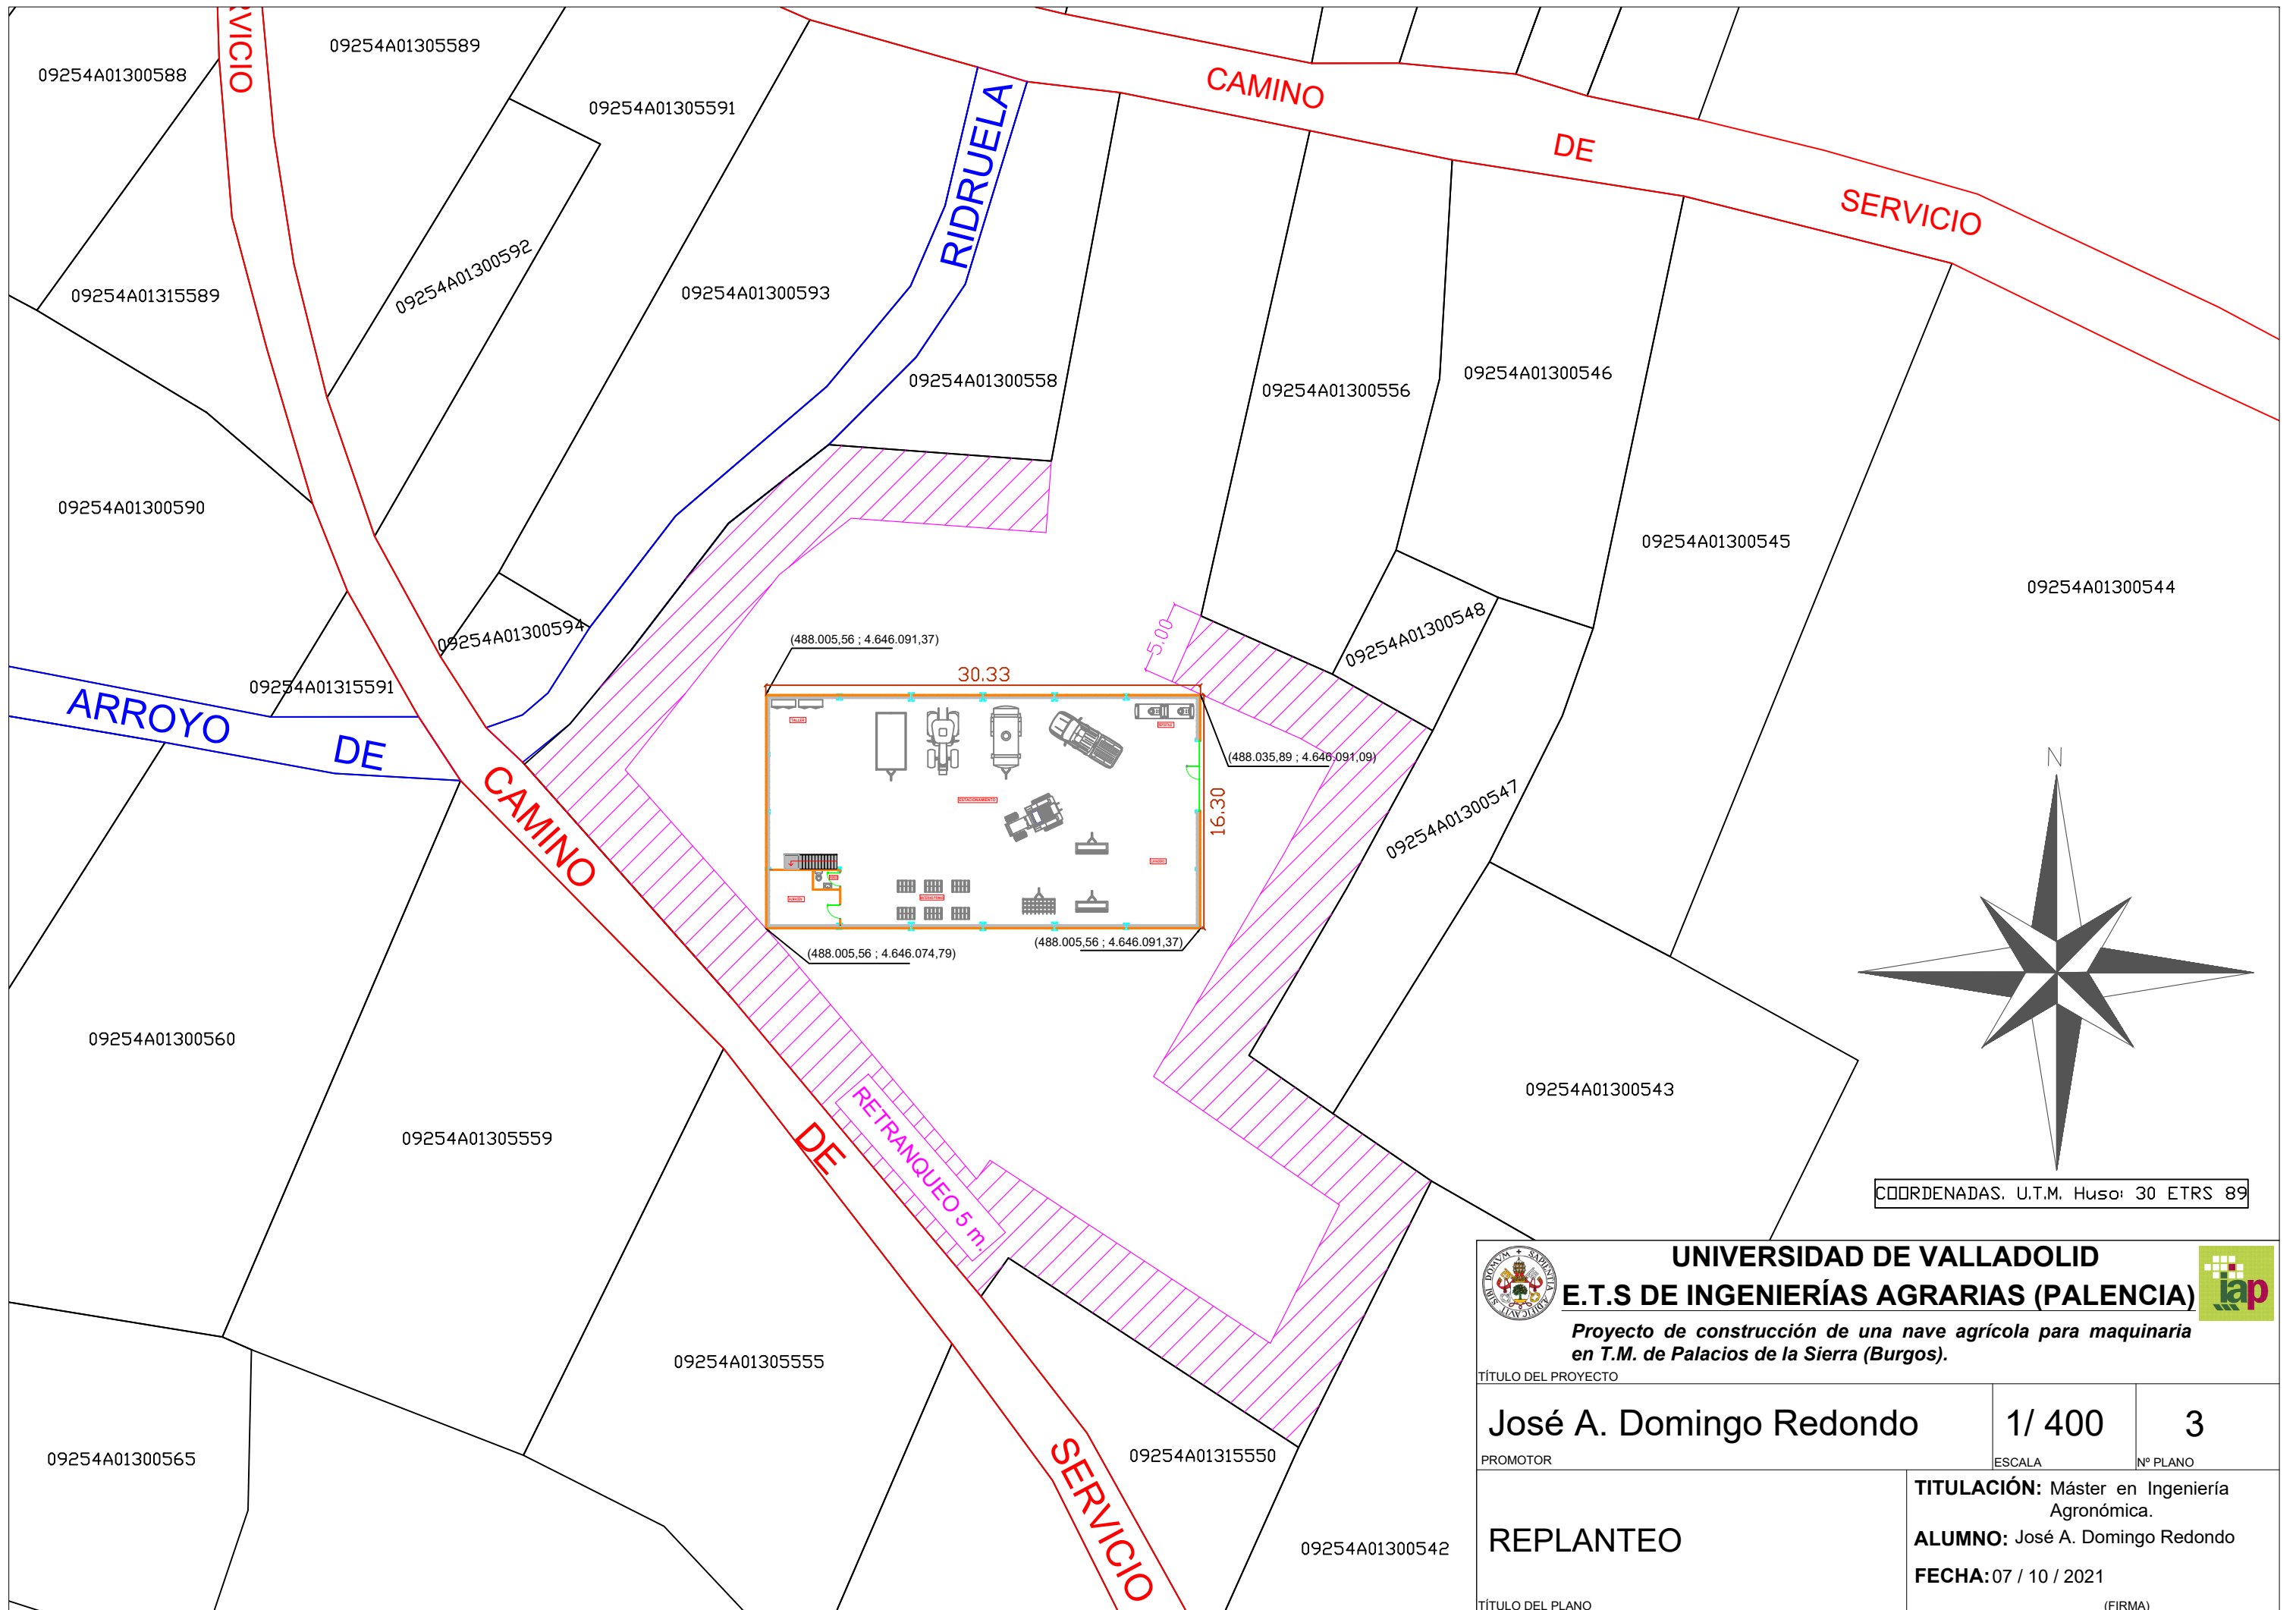 VICIO
09254A01305589
09254A01300588
09254A01305591
CAMINO
DE
SERVICIO
RIDRUELA
09254A01300592
09254A01315589
09254A01300593
09254A01300558
09254A01300556
09254A01300546
09254A01300590
09254A01300545
09254A01300544
09254A01300594
09254A01300548
5.00
(488.005,56 ; 4.646.091,37)
30.33
09254A01315591
ARROYO
DE
TALLER
(488.035,89 ; 4.646.091,09)
N
CAMINO
ESTACIONAMIENTO
16.30
09254A01300547
(488.005,56 ; 4.646.074,79)
(488.005,56 ; 4.646.091,37)
09254A01300560
09254A01305559
DE
RETRANQUEO 5 m.
09254A01300543
COORDENADAS. U.T.M. Huso: 30 ETRS 89
09254A01305555
09254A01315550
09254A01300565
SERVICIO
09254A01300542
UNIVERSIDAD DE VALLADOLID
E.T.S DE INGENIERÍAS AGRARIAS (PALENCIA)
iap
Proyecto de construcción de una nave agrícola para maquinaria
en T.M. de Palacios de la Sierra (Burgos).
TÍTULO DEL PROYECTO
José A. Domingo Redondo
PROMOTOR
1/ 400
ESCALA
3
Nº PLANO
REPLANTEO
TÍTULO DEL PLANO
TITULACIÓN: Máster en Ingeniería
Agronómica.
ALUMNO: José A. Domingo Redondo
FECHA: 07 / 10 / 2021
(FIRMA)